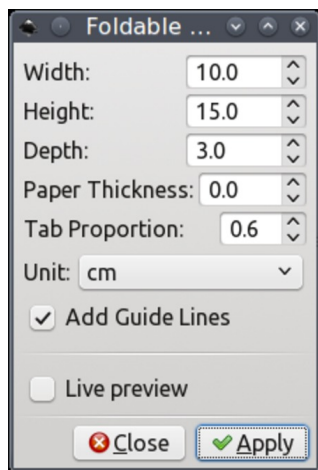 Foldable ...
Width: 10.0
Height: 15.0
Depth: 3.0
Paper Thickness: 0.0
Tab Proportion: 0.6
Unit: cm
Add Guide Lines
Live preview
Close Apply